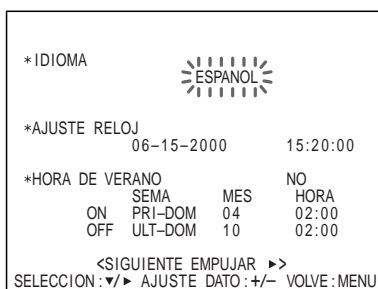 *IDIOMA
ESPANOL
*AJUSTE RELOJ
06–15–2000 15:20:00
*HORA DE VERANO NO
SEMA MES HORA
ON PRI–DOM 04 02:00
OFF ULT–DOM 10 02:00
<SIGUIENTE EMPUJAR ►>
SELECCION:▼/► AJUSTE DATO:+/– VOLVE:MENU